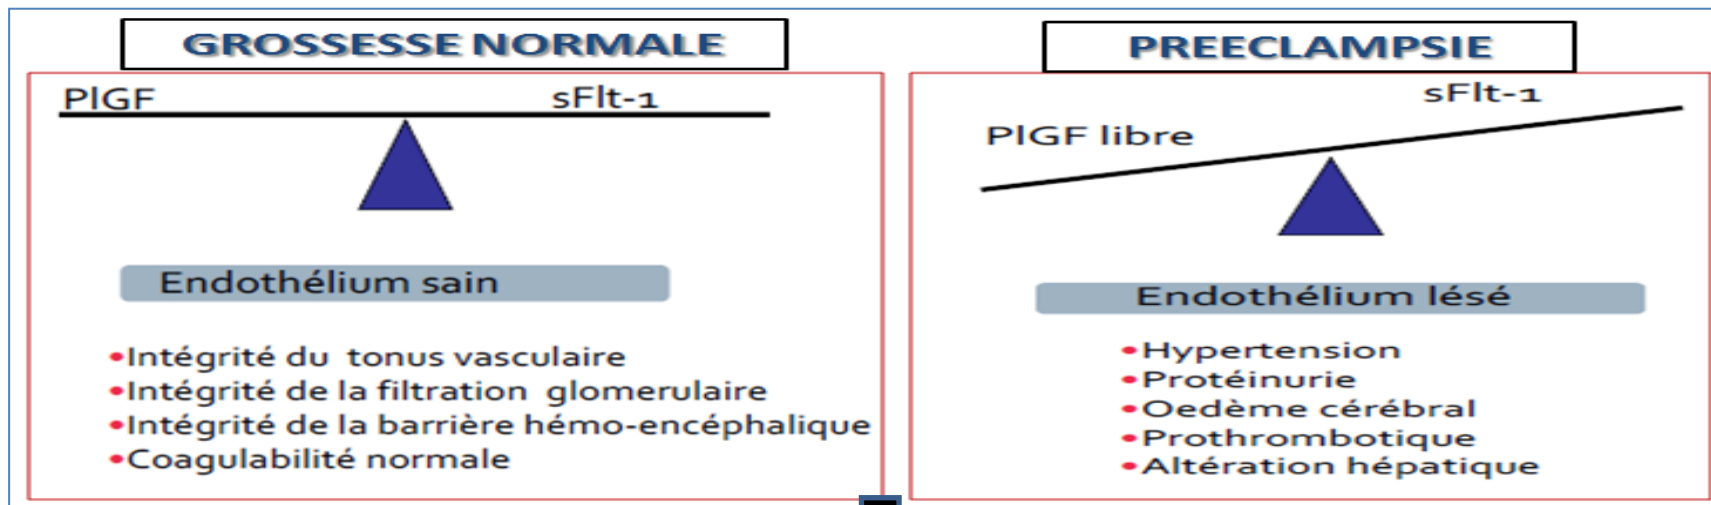 GROSSESSE NORMALE
PlGF
sFlt-1
Endothélium sain
•Intégrité du tonus vasculaire
•Intégrité de la filtration glomerulaire
•Intégrité de la barrière hémo-encéphalique
•Coagulabilité normale
PREECLAMPSIE
sFlt-1
PlGF libre
Endothélium lésé
•Hypertension
•Protéinurie
•Oedème cérébral
•Prothrombotique
•Altération hépatique